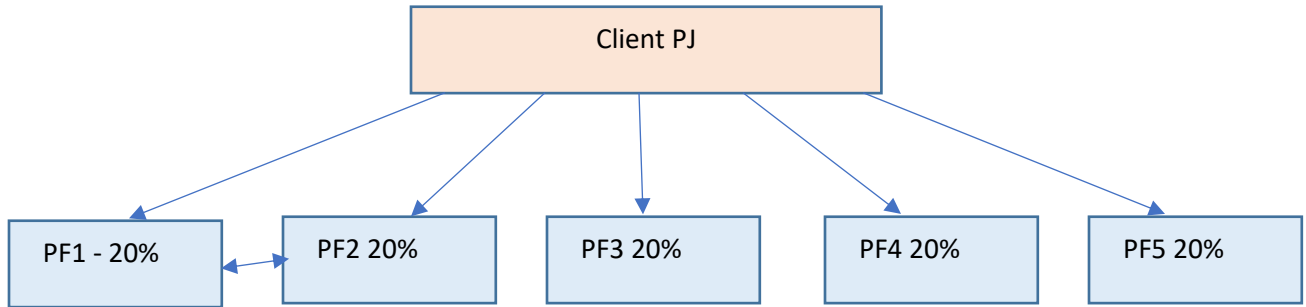 Client PJ
PF1 - 20%
PF2 20%
PF3 20%
PF4 20%
PF5 20%